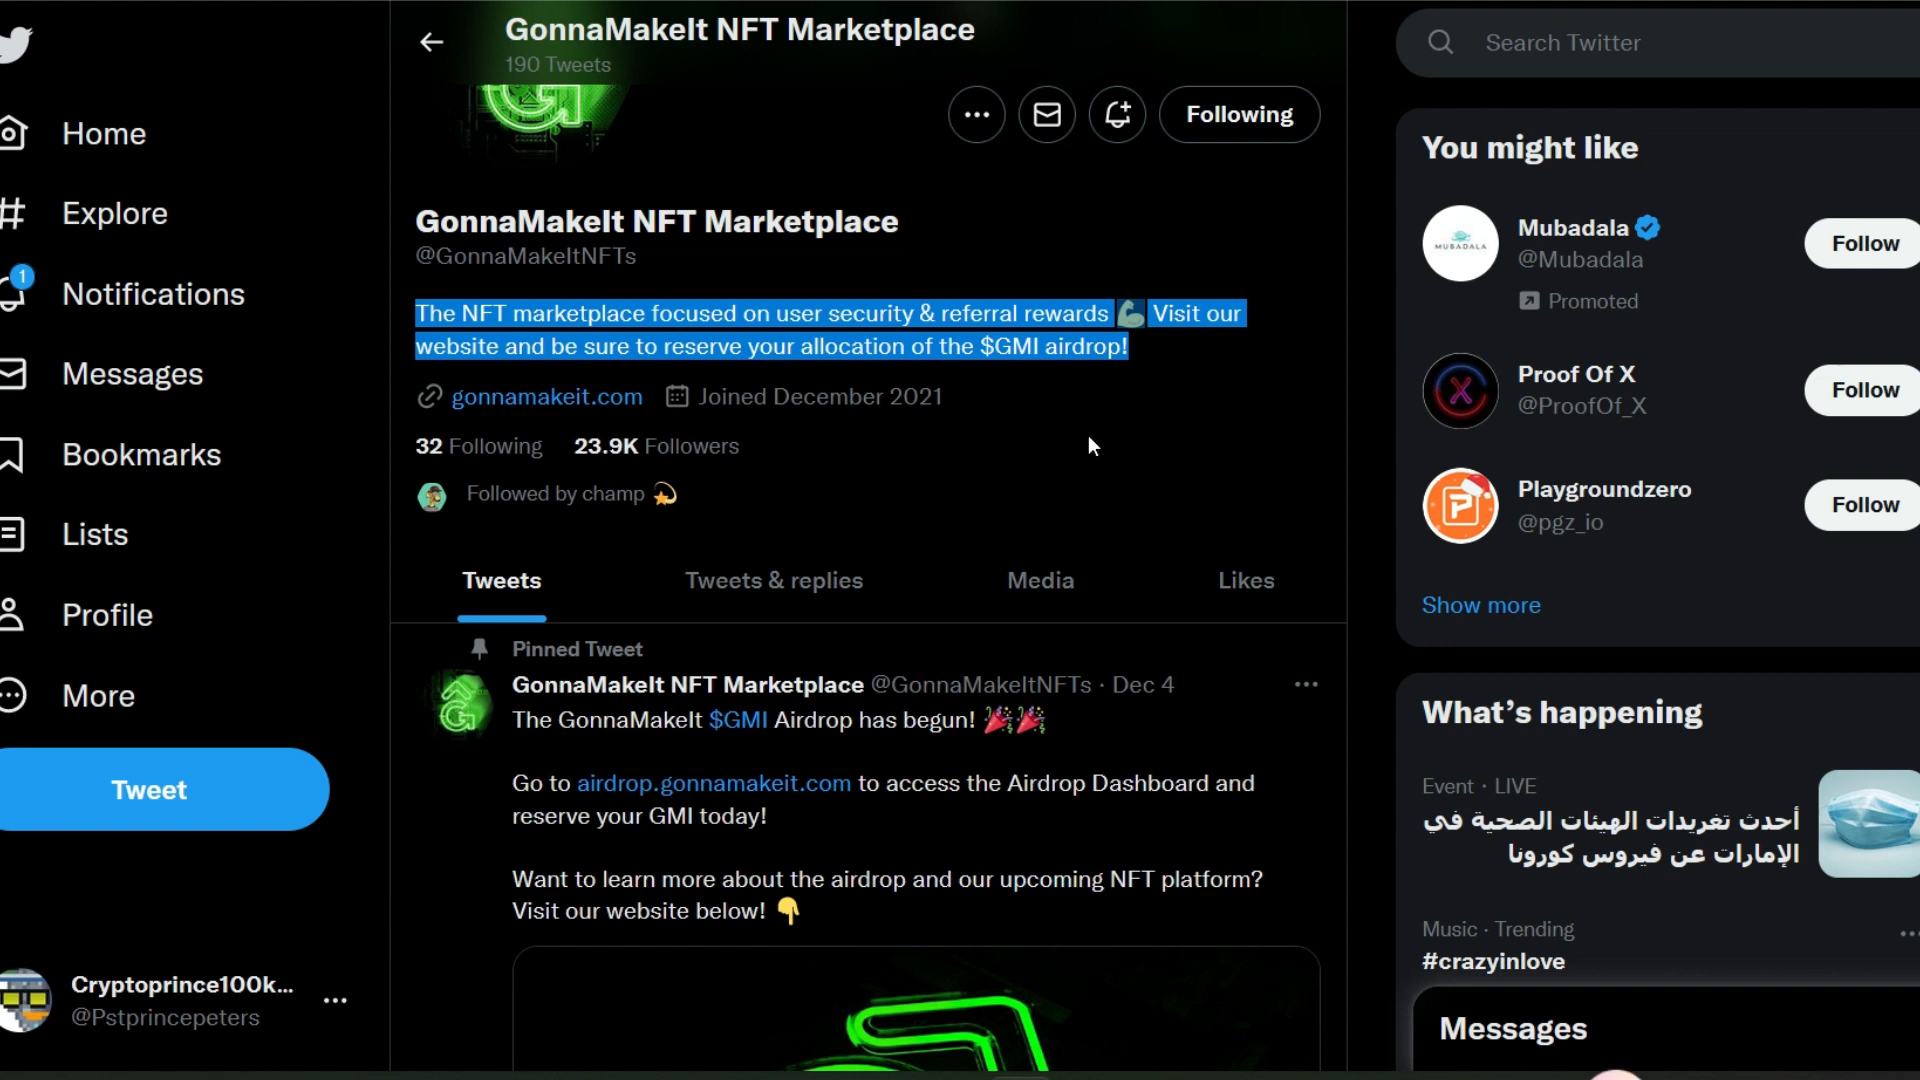 Home
Explore
1
Notifications
Messages
Bookmarks
Lists
Profile
More
Tweet
Cryptoprince100k...
@Pstprincepeters
GonnaMakeIt NFT Marketplace
190 Tweets
Following
GonnaMakeIt NFT Marketplace
@GonnaMakeItNFTs
The NFT marketplace focused on user security & referral rewards 💪 Visit our
website and be sure to reserve your allocation of the $GMI airdrop!
gonnamakeit.com Joined December 2021
32 Following 23.9K Followers
Followed by champ 💫
Tweets Tweets & replies Media Likes
Pinned Tweet
GonnaMakeIt NFT Marketplace @GonnaMakeItNFTs · Dec 4
The GonnaMakeIt $GMI Airdrop has begun! 🎉🎉
Go to airdrop.gonnamakeit.com to access the Airdrop Dashboard and
reserve your GMI today!
Want to learn more about the airdrop and our upcoming NFT platform?
Visit our website below! 👇
Search Twitter
You might like
MUBADALA
Mubadala
@Mubadala
Promoted
Follow
Proof Of X
@ProofOf_X
Follow
Playgroundzero
@pgz_io
Follow
Show more
What's happening
Event · LIVE
أحدث تغريدات الهيئات الصحية في
الإمارات عن فيروس كورونا
Music · Trending
#crazyinlove
Messages